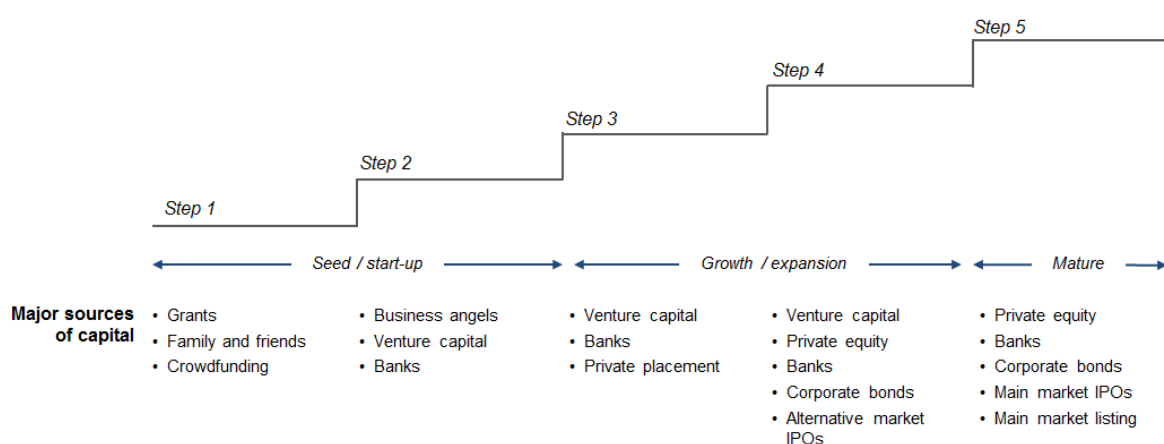 Step 5
Step 4
Step 3
Step 2
Step 1
Seed / start-up
Growth / expansion
Mature
Major sources
of capital
• Grants
• Family and friends
• Crowdfunding
• Business angels
• Venture capital
• Banks
• Venture capital
• Banks
• Private placement
• Venture capital
• Private equity
• Banks
• Corporate bonds
• Alternative market
IPOs
• Private equity
• Banks
• Corporate bonds
• Main market IPOs
• Main market listing